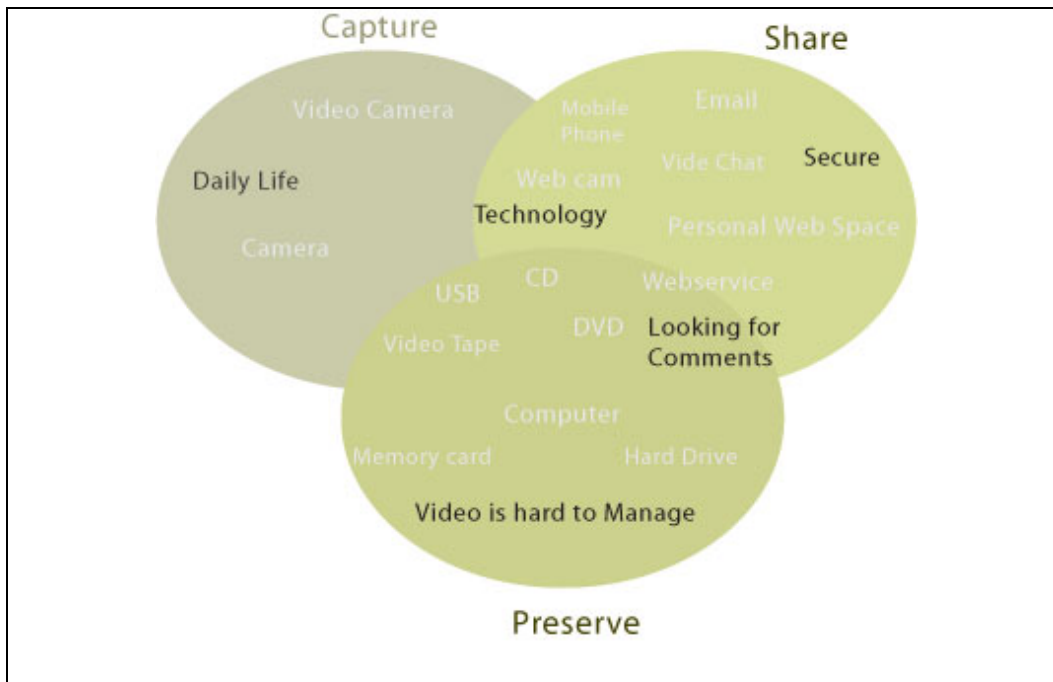 Capture
Share
Video Camera
Mobile
Phone
Email
Daily Life
Web cam
Vide Chat
Secure
Technology
Camera
Personal Web Space
USB
CD
Webservice
Video Tape
DVD
Looking for
Comments
Computer
Memory card
Hard Drive
Video is hard to Manage
Preserve